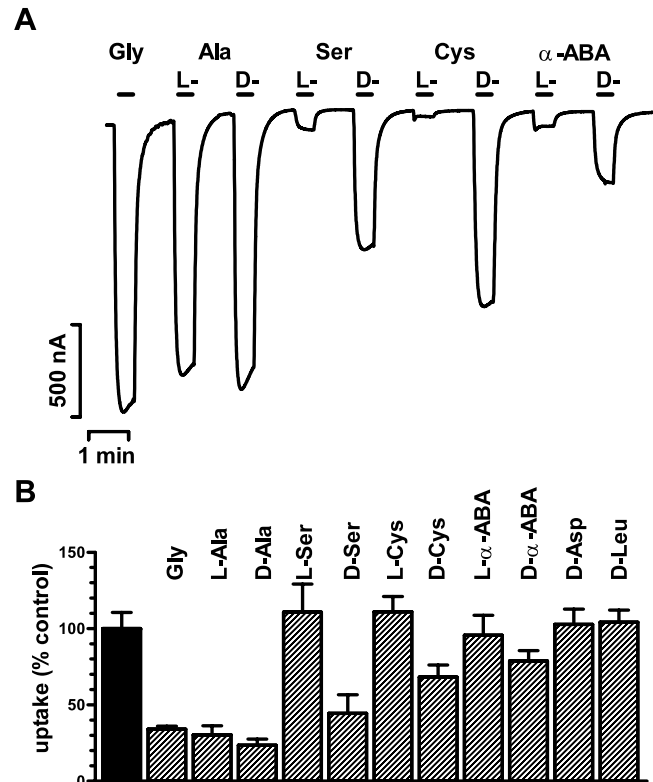 A
Gly Ala Ser Cys α-ABA
L- D- L- D- L- D- L- D-
500 nA
1 min
B
Gly L-Ala D-Ala L-Ser D-Ser L-Cys D-Cys L-α-ABA D-α-ABA D-Asp D-Leu
150
100
50
0
uptake (% control)